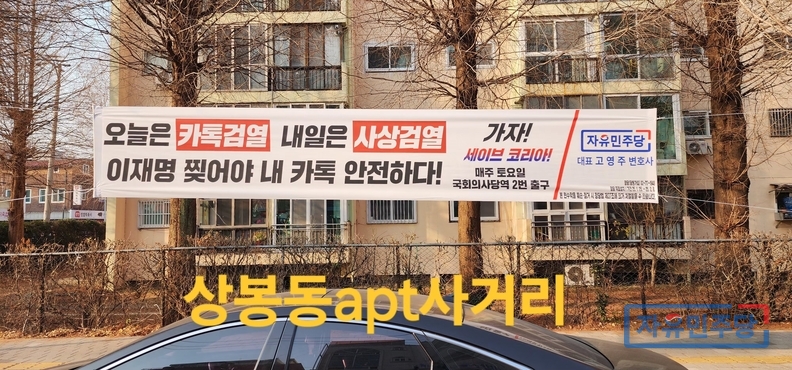 오늘은 카톡검열 내일은 사상검열
이재명 찢어야 내 카톡 안전하다!
가자!
세이브 코리아!
매주 토요일
국회의사당역 2번 출구
자유민주당
대표 고 영 주 변호사
상봉동apt사거리
자유민주당